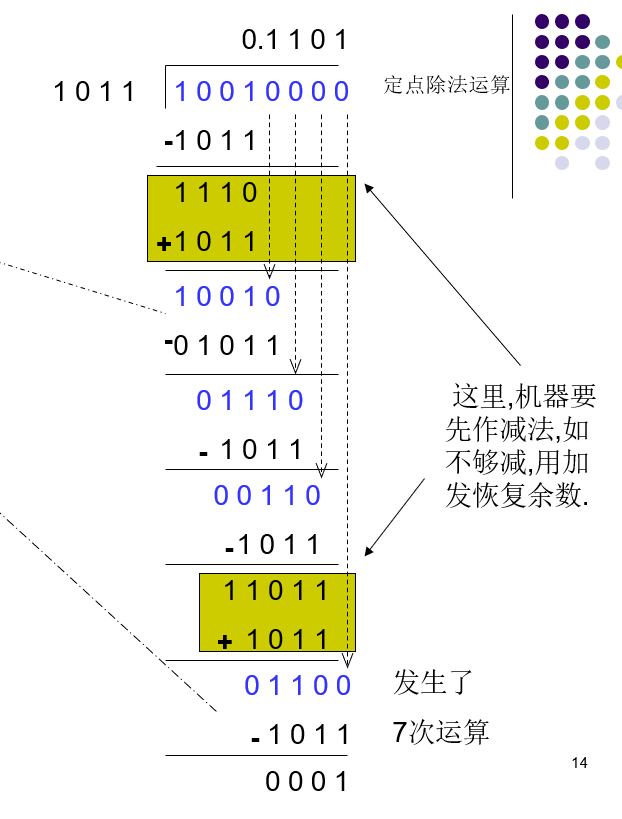 0.1 1 0 1
定点除法运算
1 0 1 1 1 0 0 1 0 0 0 0
-1 0 1 1
1 1 1 0
+1 0 1 1
1 0 0 1 0
-0 1 0 1 1
0 1 1 1 0
- 1 0 1 1
0 0 1 1 0
-1 0 1 1
1 1 0 1 1
+ 1 0 1 1
0 1 1 0 0
- 1 0 1 1
0 0 0 1
这里,机器要
先作减法,如
不够减,用加
发恢复余数.
发生了
7次运算
14